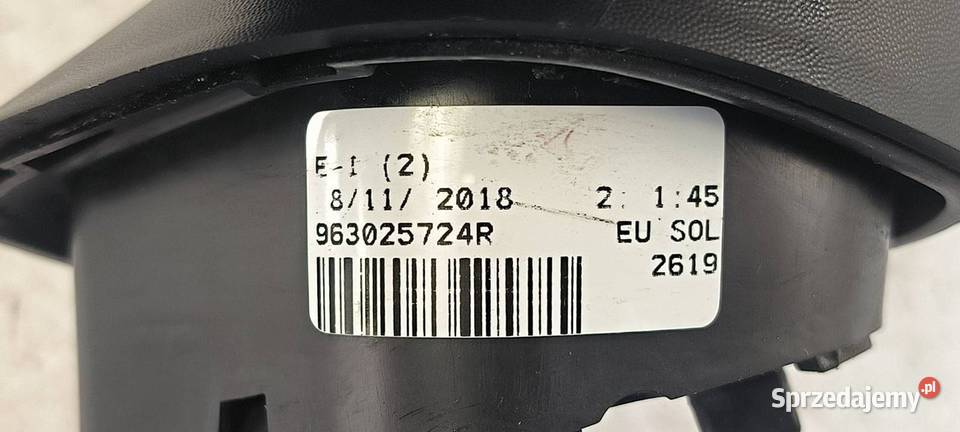 E-I (2)
8/11/ 2018 2: 1:45
963025724R EU SOL
2619
Sprzedajemy.pl